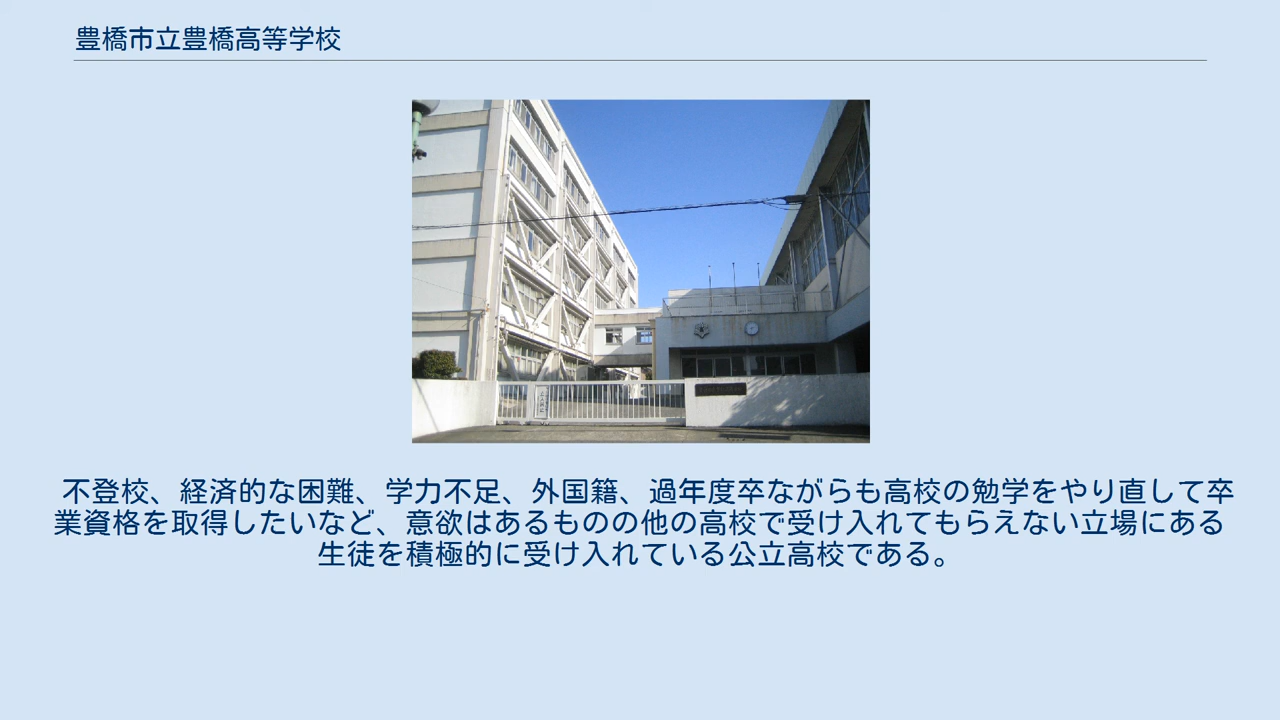 豊橋市立豊橋高等学校
不登校、経済的な困難、学力不足、外国籍、過年度卒ながらも高校の勉学をやり直して卒
業資格を取得したいなど、意欲はあるものの他の高校で受け入れてもらえない立場にある
生徒を積極的に受け入れている公立高校である。